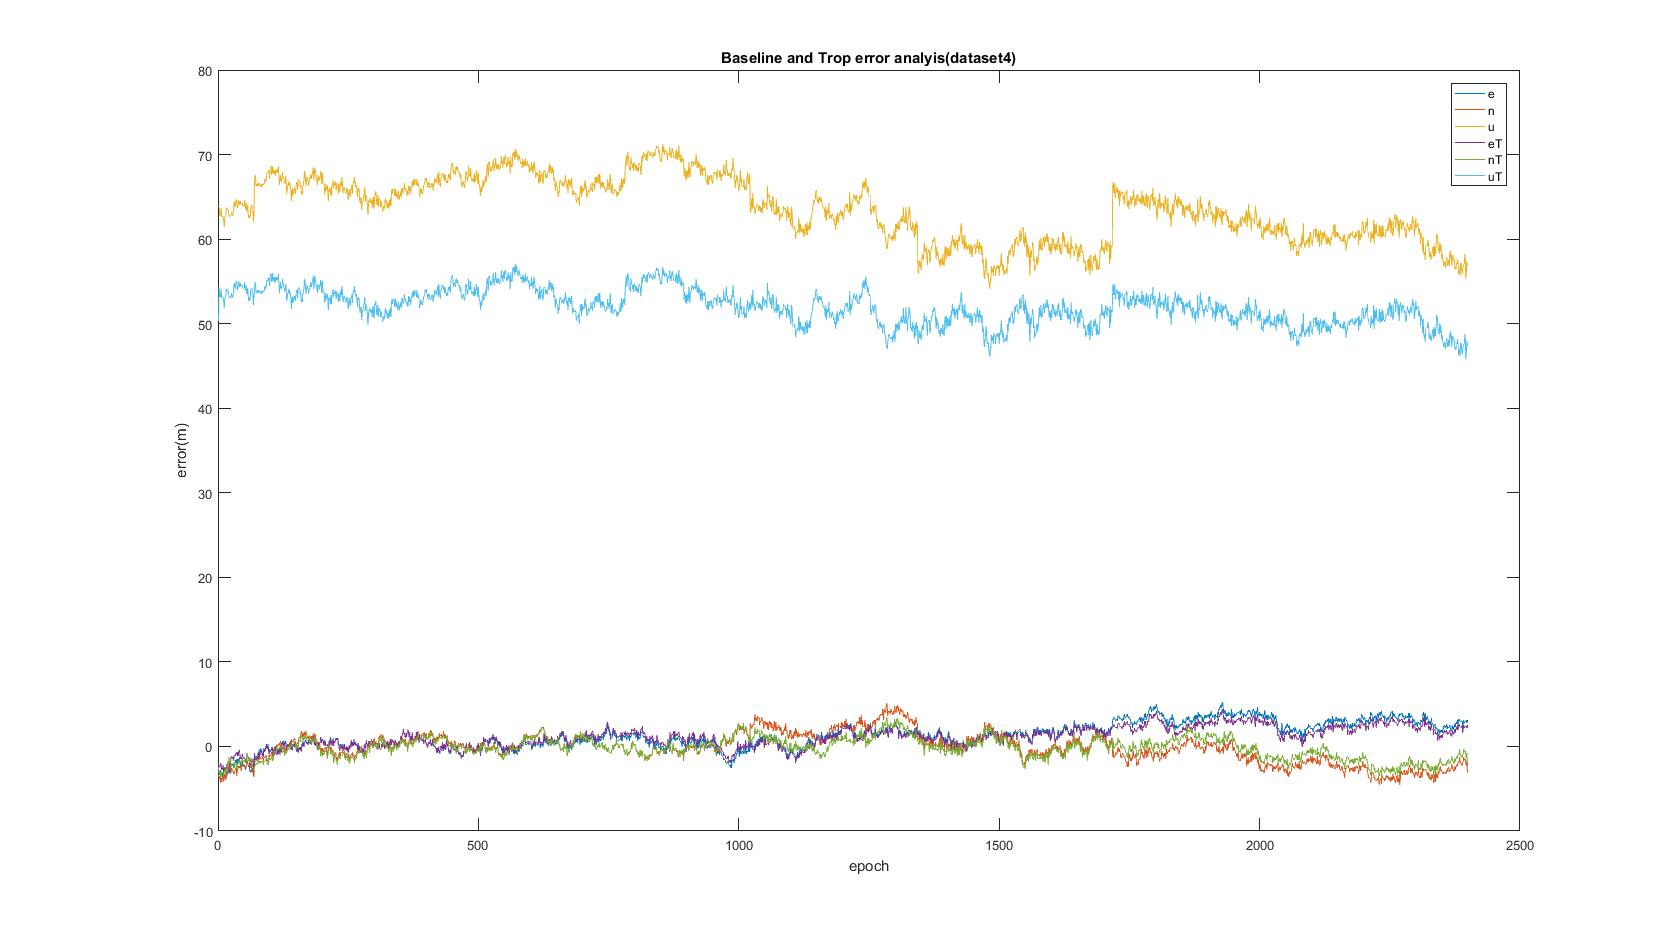 Baseline and Trop error analyis(dataset4)
80
70
60
50
40
30
20
10
0
-10
error(m)
0 500 1000 1500 2000 2500
epoch
e
n
u
eT
nT
uT